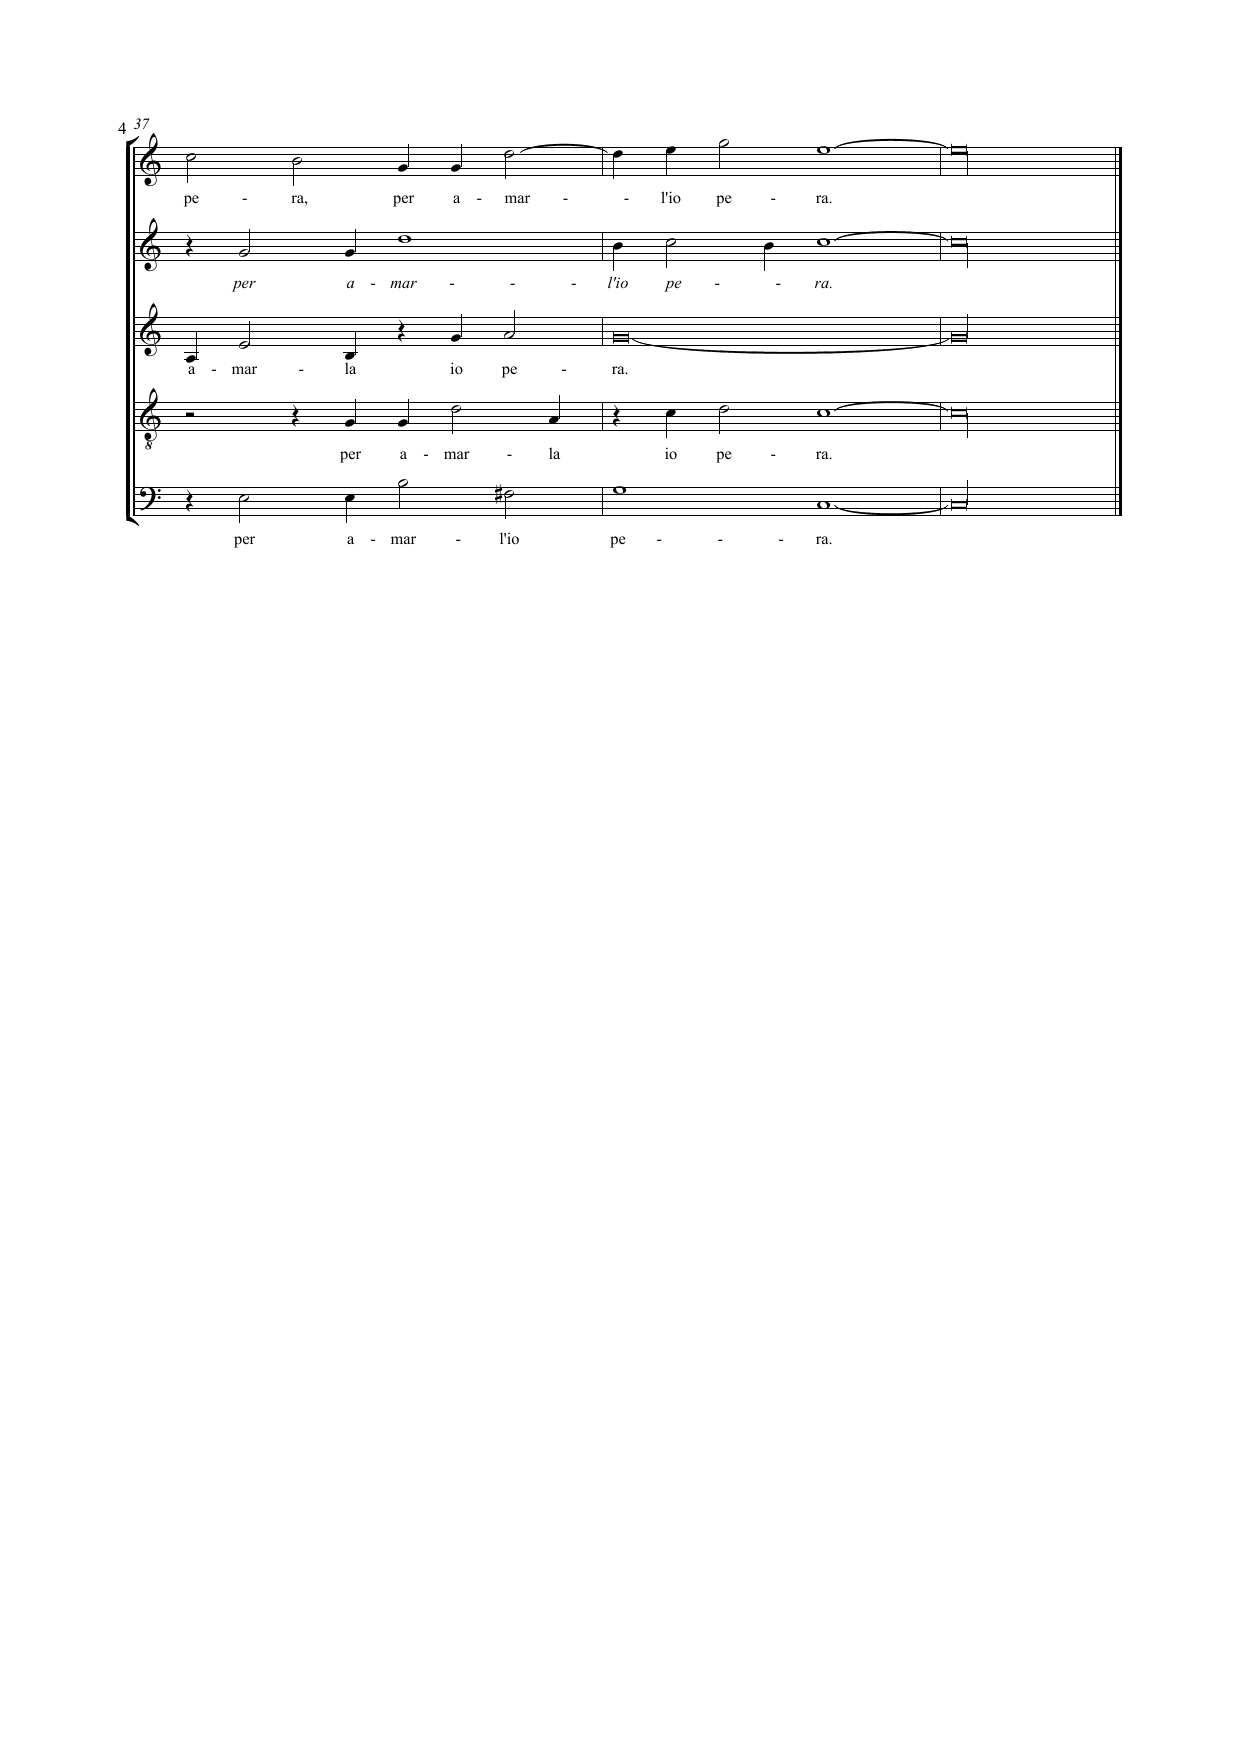 4 37
pe - ra, per a - mar - - l'io pe - ra.
per a - mar - - - l'io pe - - ra.
a - mar - la io pe - ra.
8
per a - mar - la io pe - ra.
per a - mar - l'io pe - - - ra.